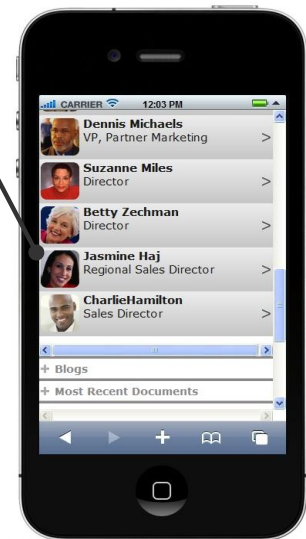 CARRIER 12:03 PM
Dennis Michaels
VP, Partner Marketing >
Suzanne Miles
Director >
Betty Zechman
Director >
Jasmine Haj
Regional Sales Director >
CharlieHamilton
Sales Director >
+ Blogs
+ Most Recent Documents